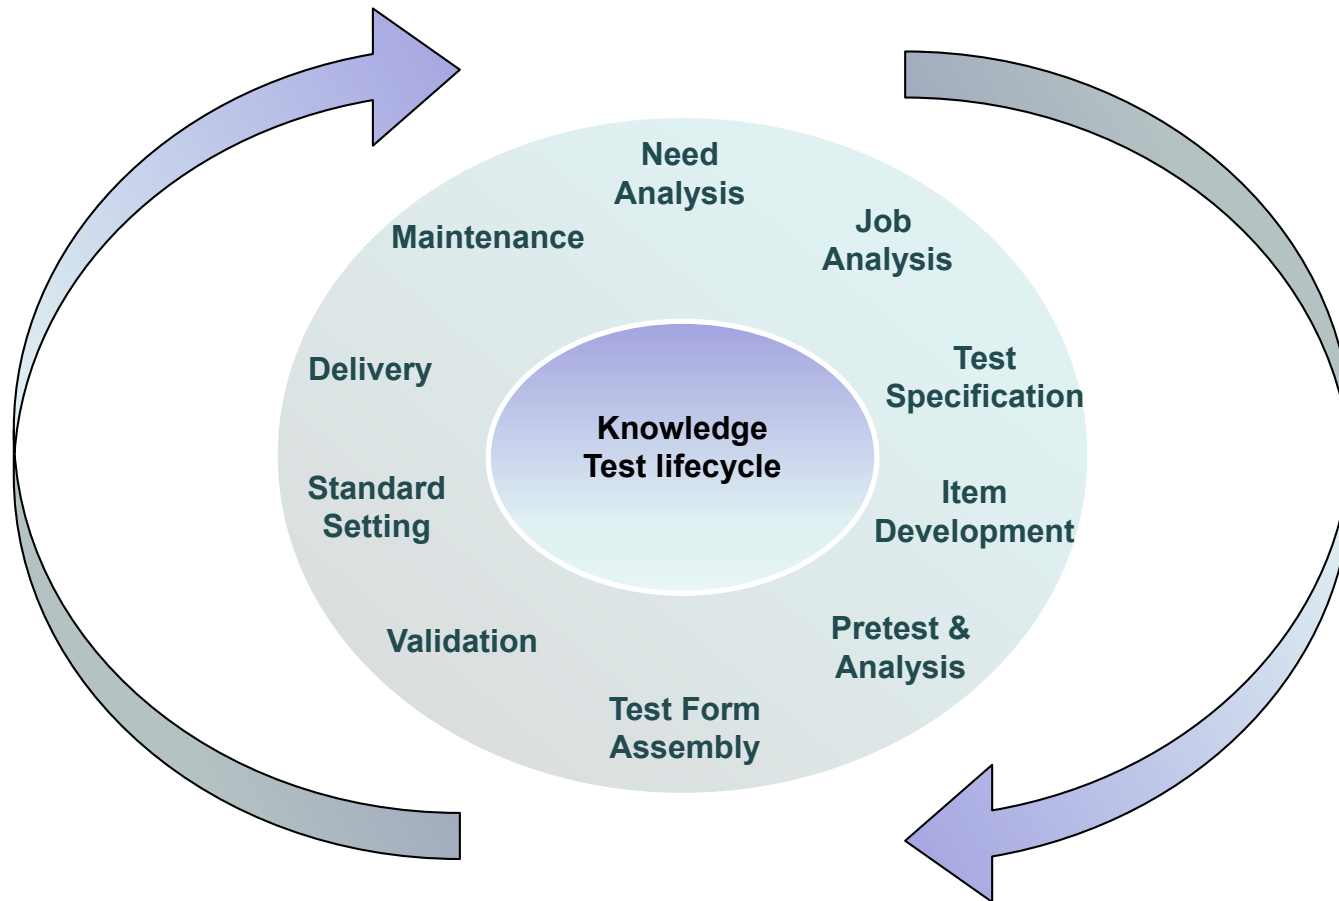 Need
Analysis
Job
Analysis
Test
Specification
Item
Development
Pretest &
Analysis
Test Form
Assembly
Validation
Standard
Setting
Delivery
Maintenance
Knowledge
Test lifecycle